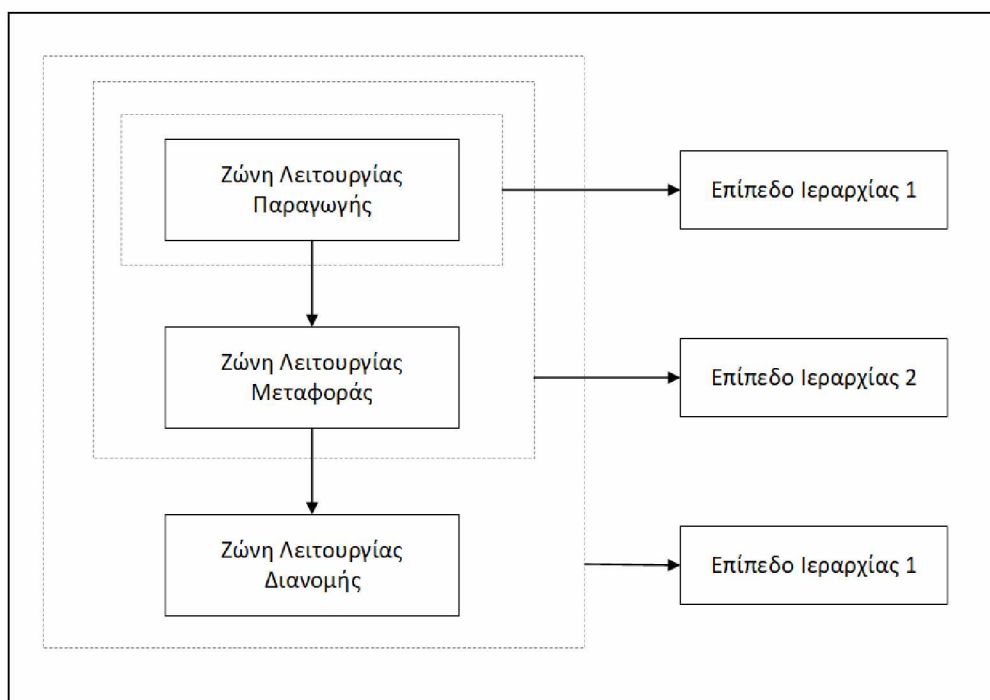 Ζώνη Λειτουργίας
Παραγωγής
Επίπεδο Ιεραρχίας 1
Ζώνη Λειτουργίας
Μεταφοράς
Επίπεδο Ιεραρχίας 2
Ζώνη Λειτουργίας
Διανομής
Επίπεδο Ιεραρχίας 1